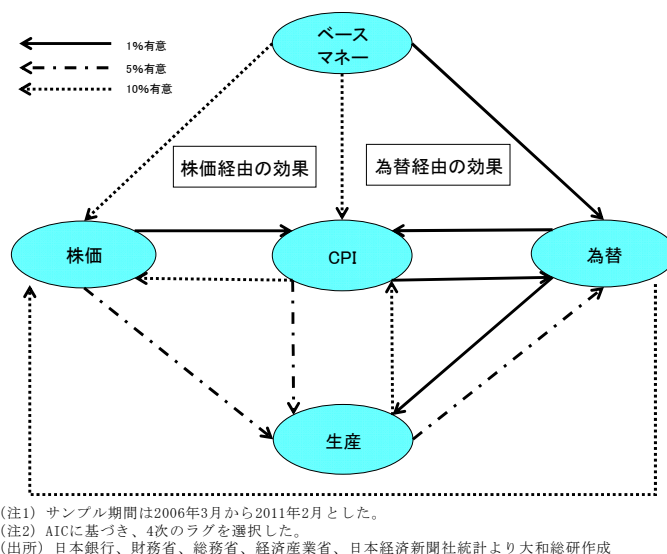 ベース
マネー
1%有意
5%有意
10%有意
株価経由の効果
為替経由の効果
株価
CPI
為替
生産
(注1) サンプル期間は2006年3月から2011年2月とした。
(注2) AICに基づき、4次のラグを選択した。
(出所) 日本銀行、財務省、総務省、経済産業省、日本経済新聞社統計より大和総研作成